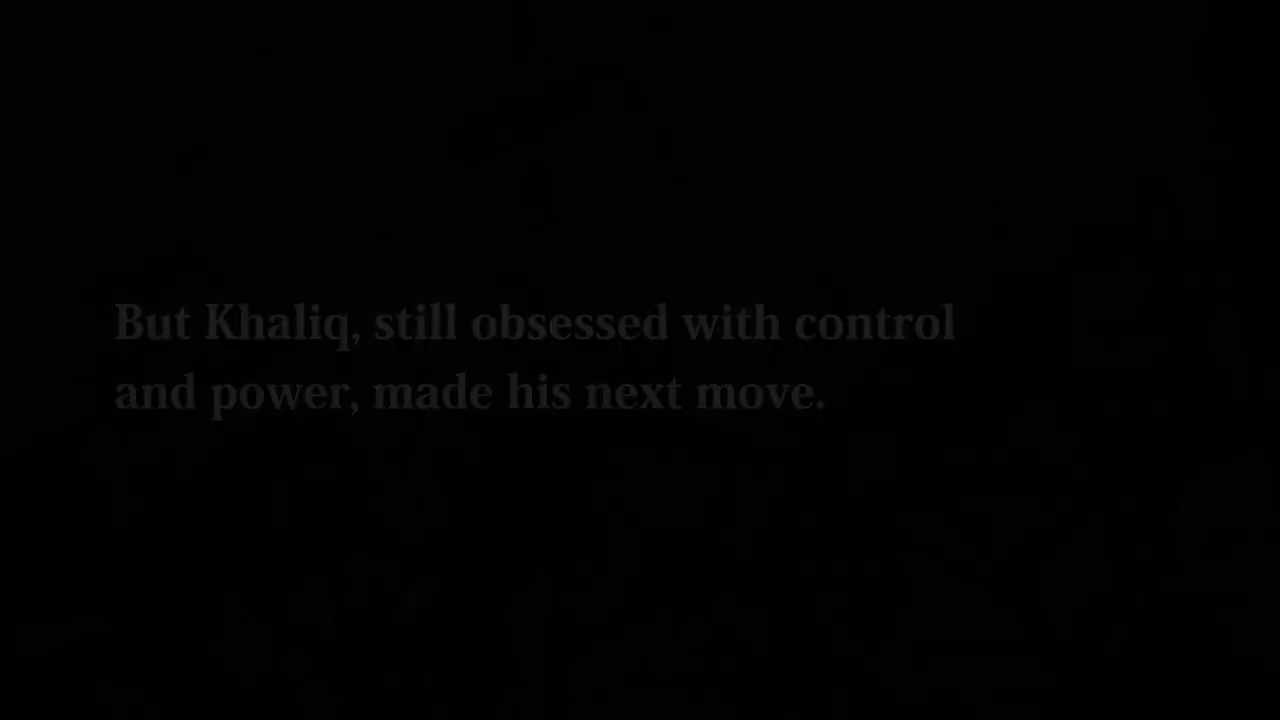 But Khaliq, still obsessed with control
and power, made his next move.